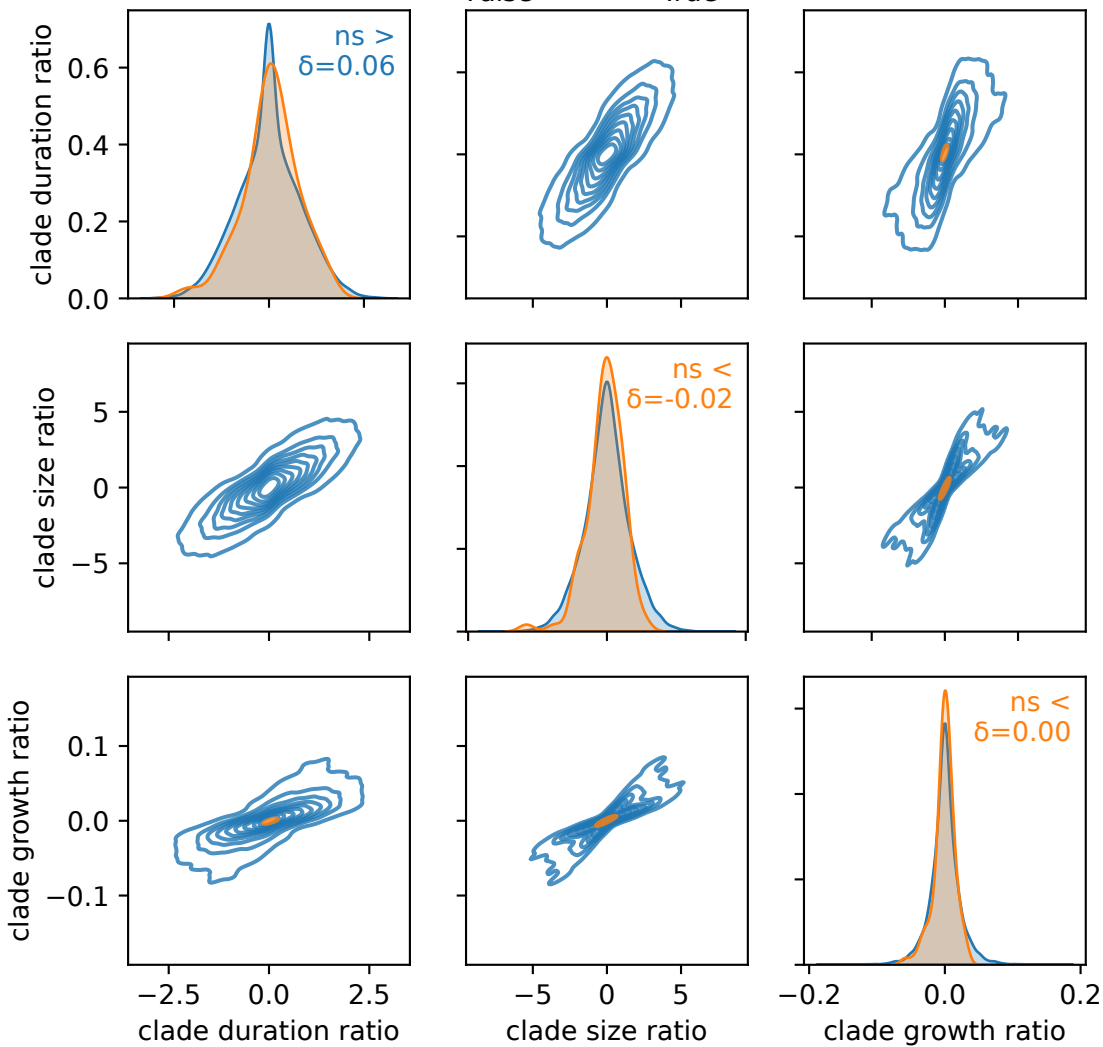 ns >
δ=0.06
0.6
0.4
0.2
0.0
clade duration ratio
−5
0
5
ns <
δ=-0.02
5
0
−5
clade size ratio
ns <
δ=0.00
0.1
0.0
−0.1
clade growth ratio
−2.5
0.0
2.5
−5
0
5
−0.2
0.0
0.2
clade duration ratio
clade size ratio
clade growth ratio